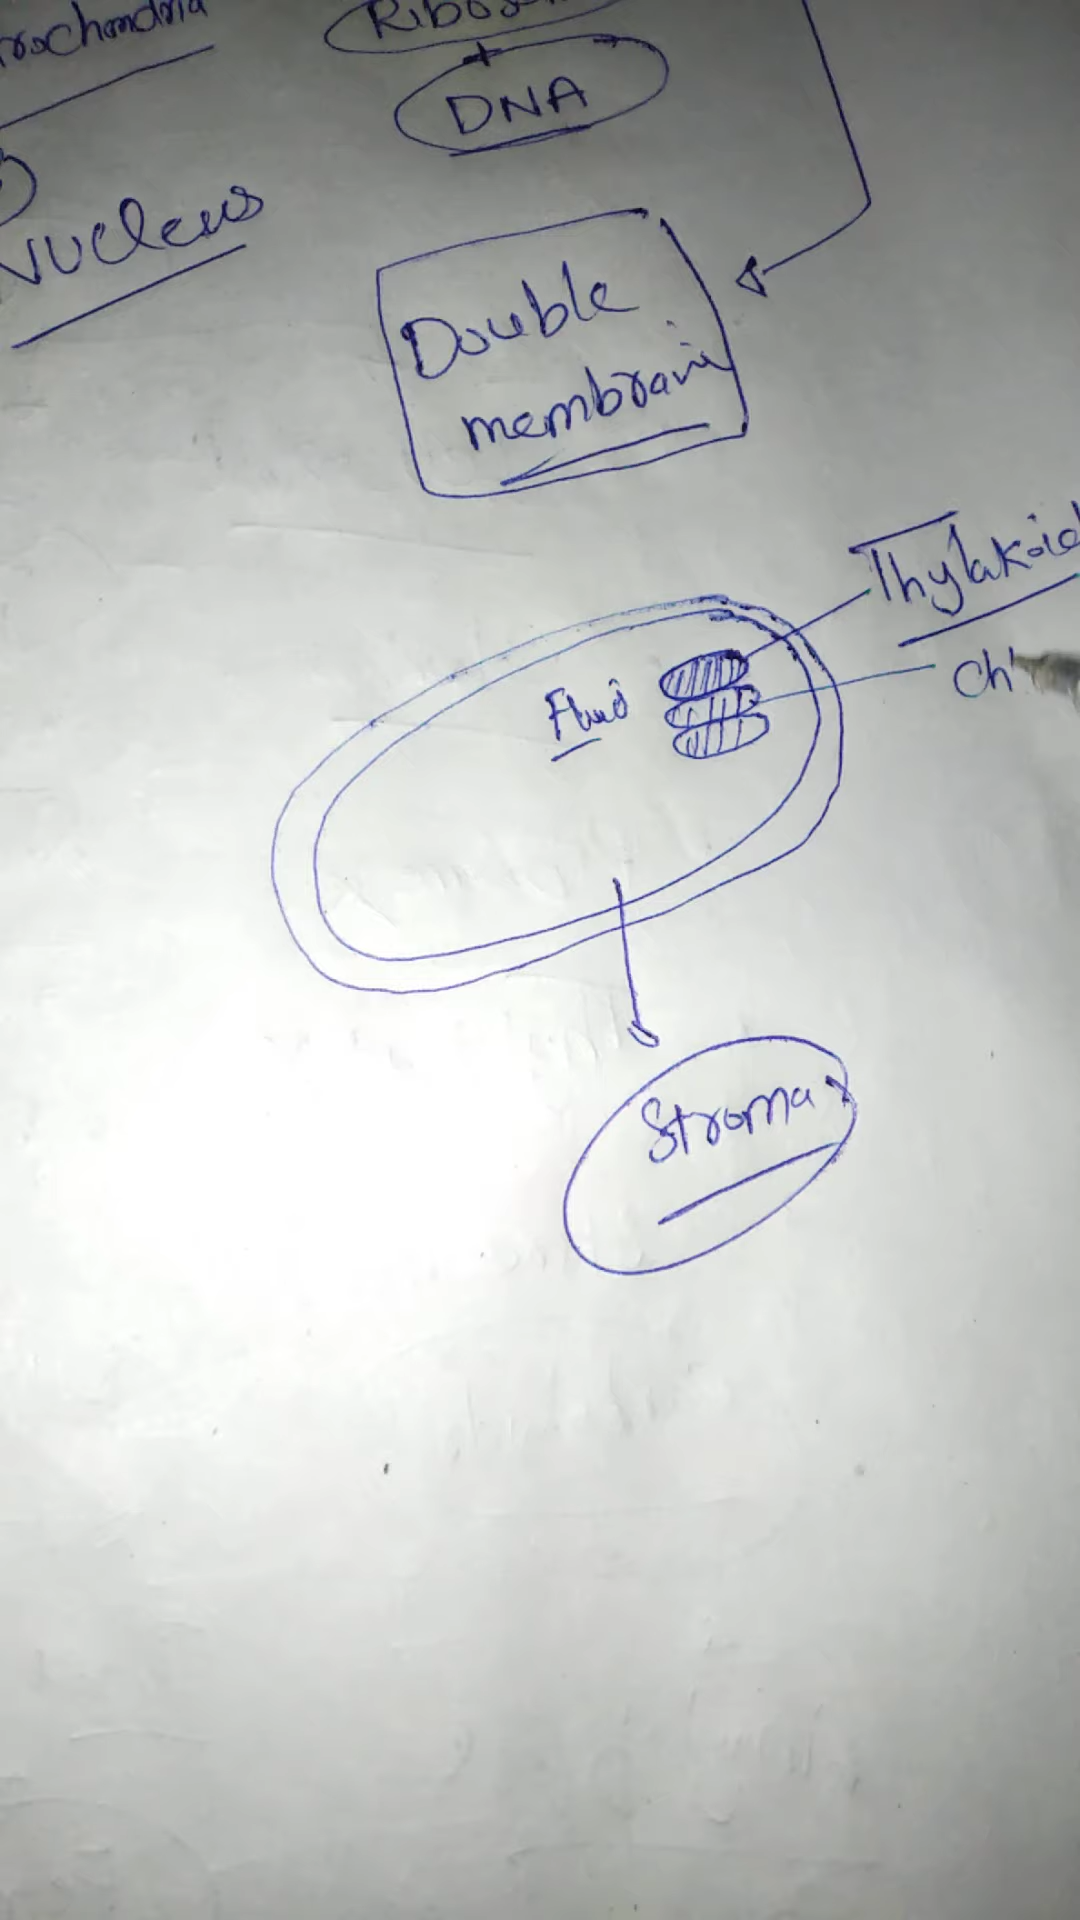 Nucleus
DNA
Double
membrane
Thylakoid
Fluid
Stroma